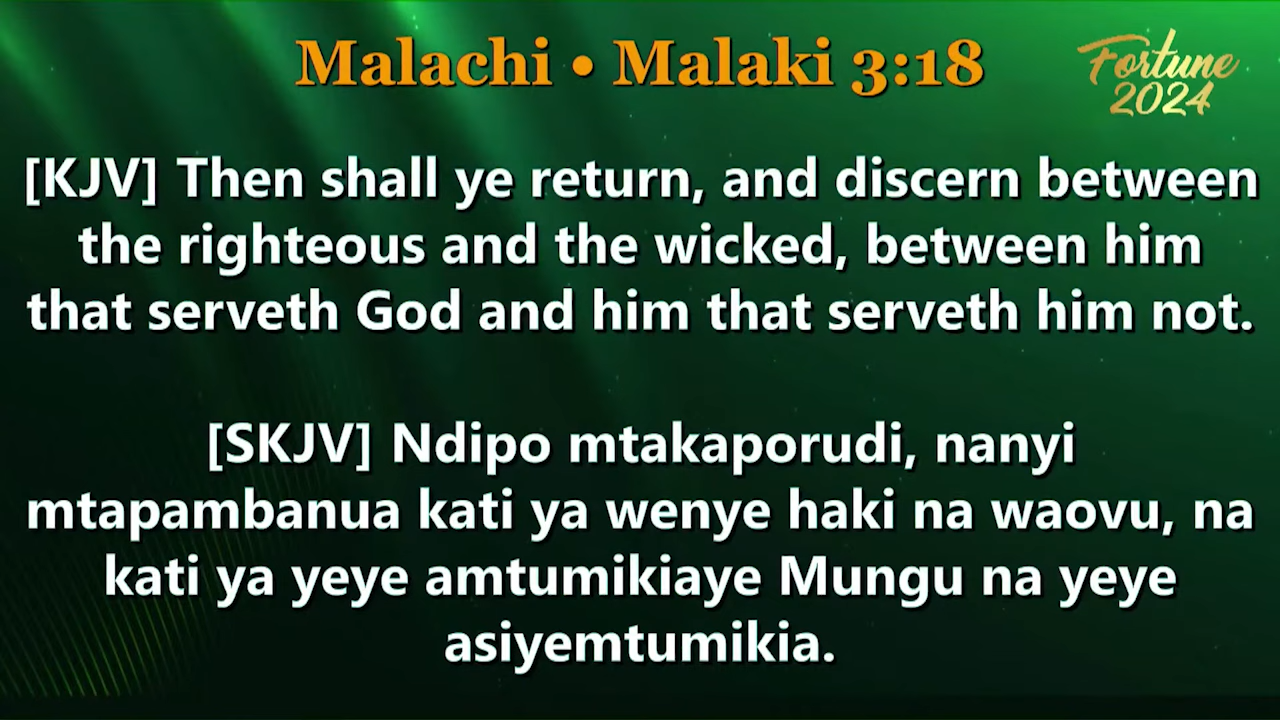 Malachi • Malaki 3:18
Fortune
2024
[KJV] Then shall ye return, and discern between
the righteous and the wicked, between him
that serveth God and him that serveth him not.
[SKJV] Ndipo mtakaporudi, nanyi
mtapambanua kati ya wenye haki na waovu, na
kati ya yeye amtumikiaye Mungu na yeye
asiyemtumikia.